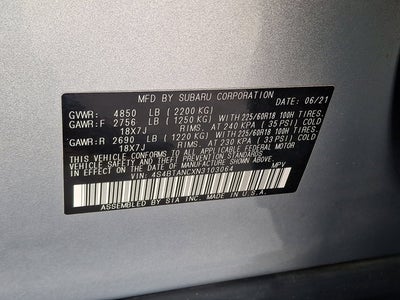 MFD BY SUBARU CORPORATION DATE: 06/21
GVWR: 4850 LB (2200 KG)
GAWR:F 2756 LB (1250 KG) WITH 225/60R18 100H TIRES.
18X7J RIMS. AT 240 KPA (35 PSI) COLD
GAWR:R 2690 LB (1220 KG) WITH 225/60R18 100H TIRES.
18X7J RIMS. AT 230 KPA (33 PSI) COLD
THIS VEHICLE CONFORMS TO ALL APPLICABLE FEDERAL MOTOR
VEHICLE SAFETY AND THEFT PREVENTION STANDARDS
IN EFFECT ON THE DATE OF MANUFACTURE SHOWN ABOVE.
VIN: 4S4BTANCXN3103064 MPV
ASSEMBLED BY SIA INC. MADE IN U.S.A.